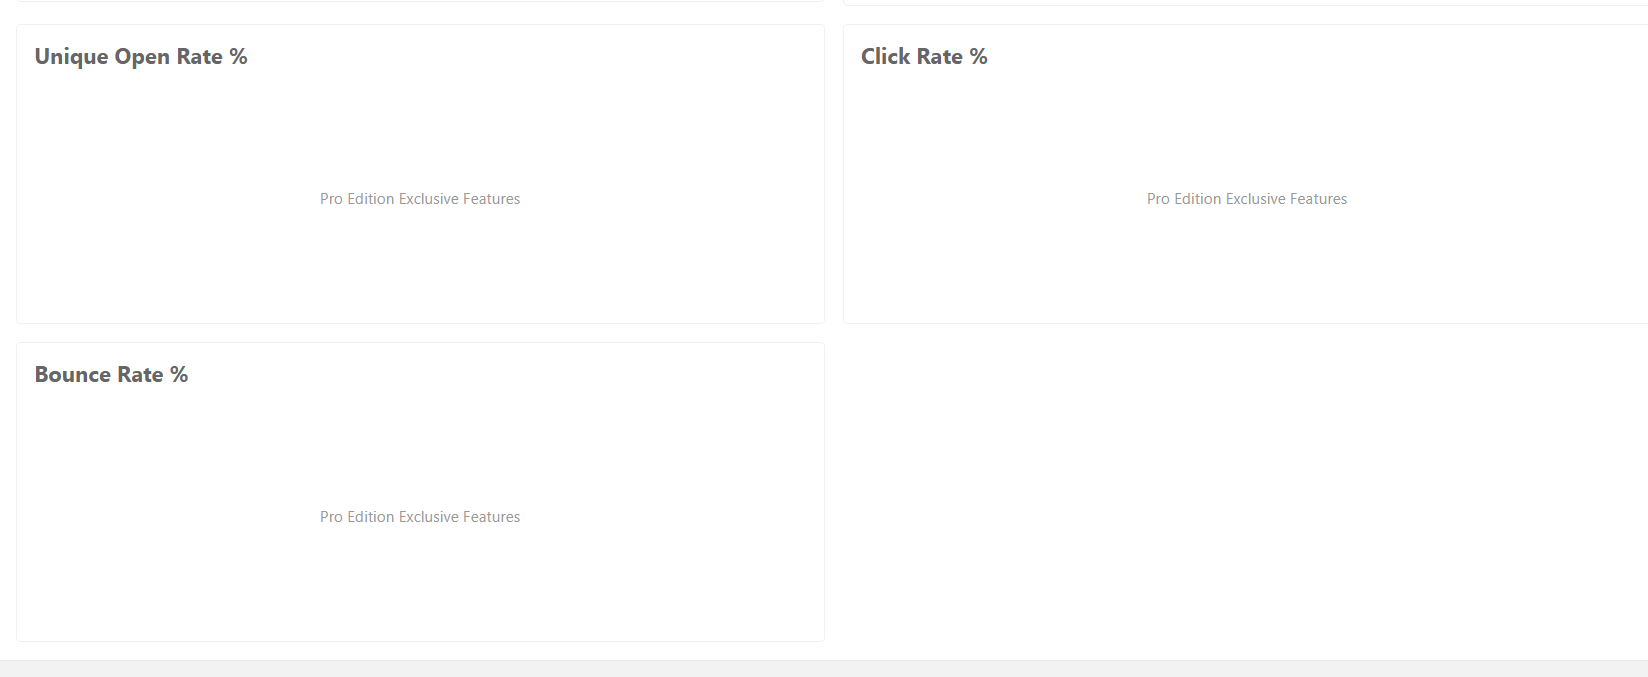 Unique Open Rate %
Click Rate %
Pro Edition Exclusive Features
Pro Edition Exclusive Features
Bounce Rate %
Pro Edition Exclusive Features